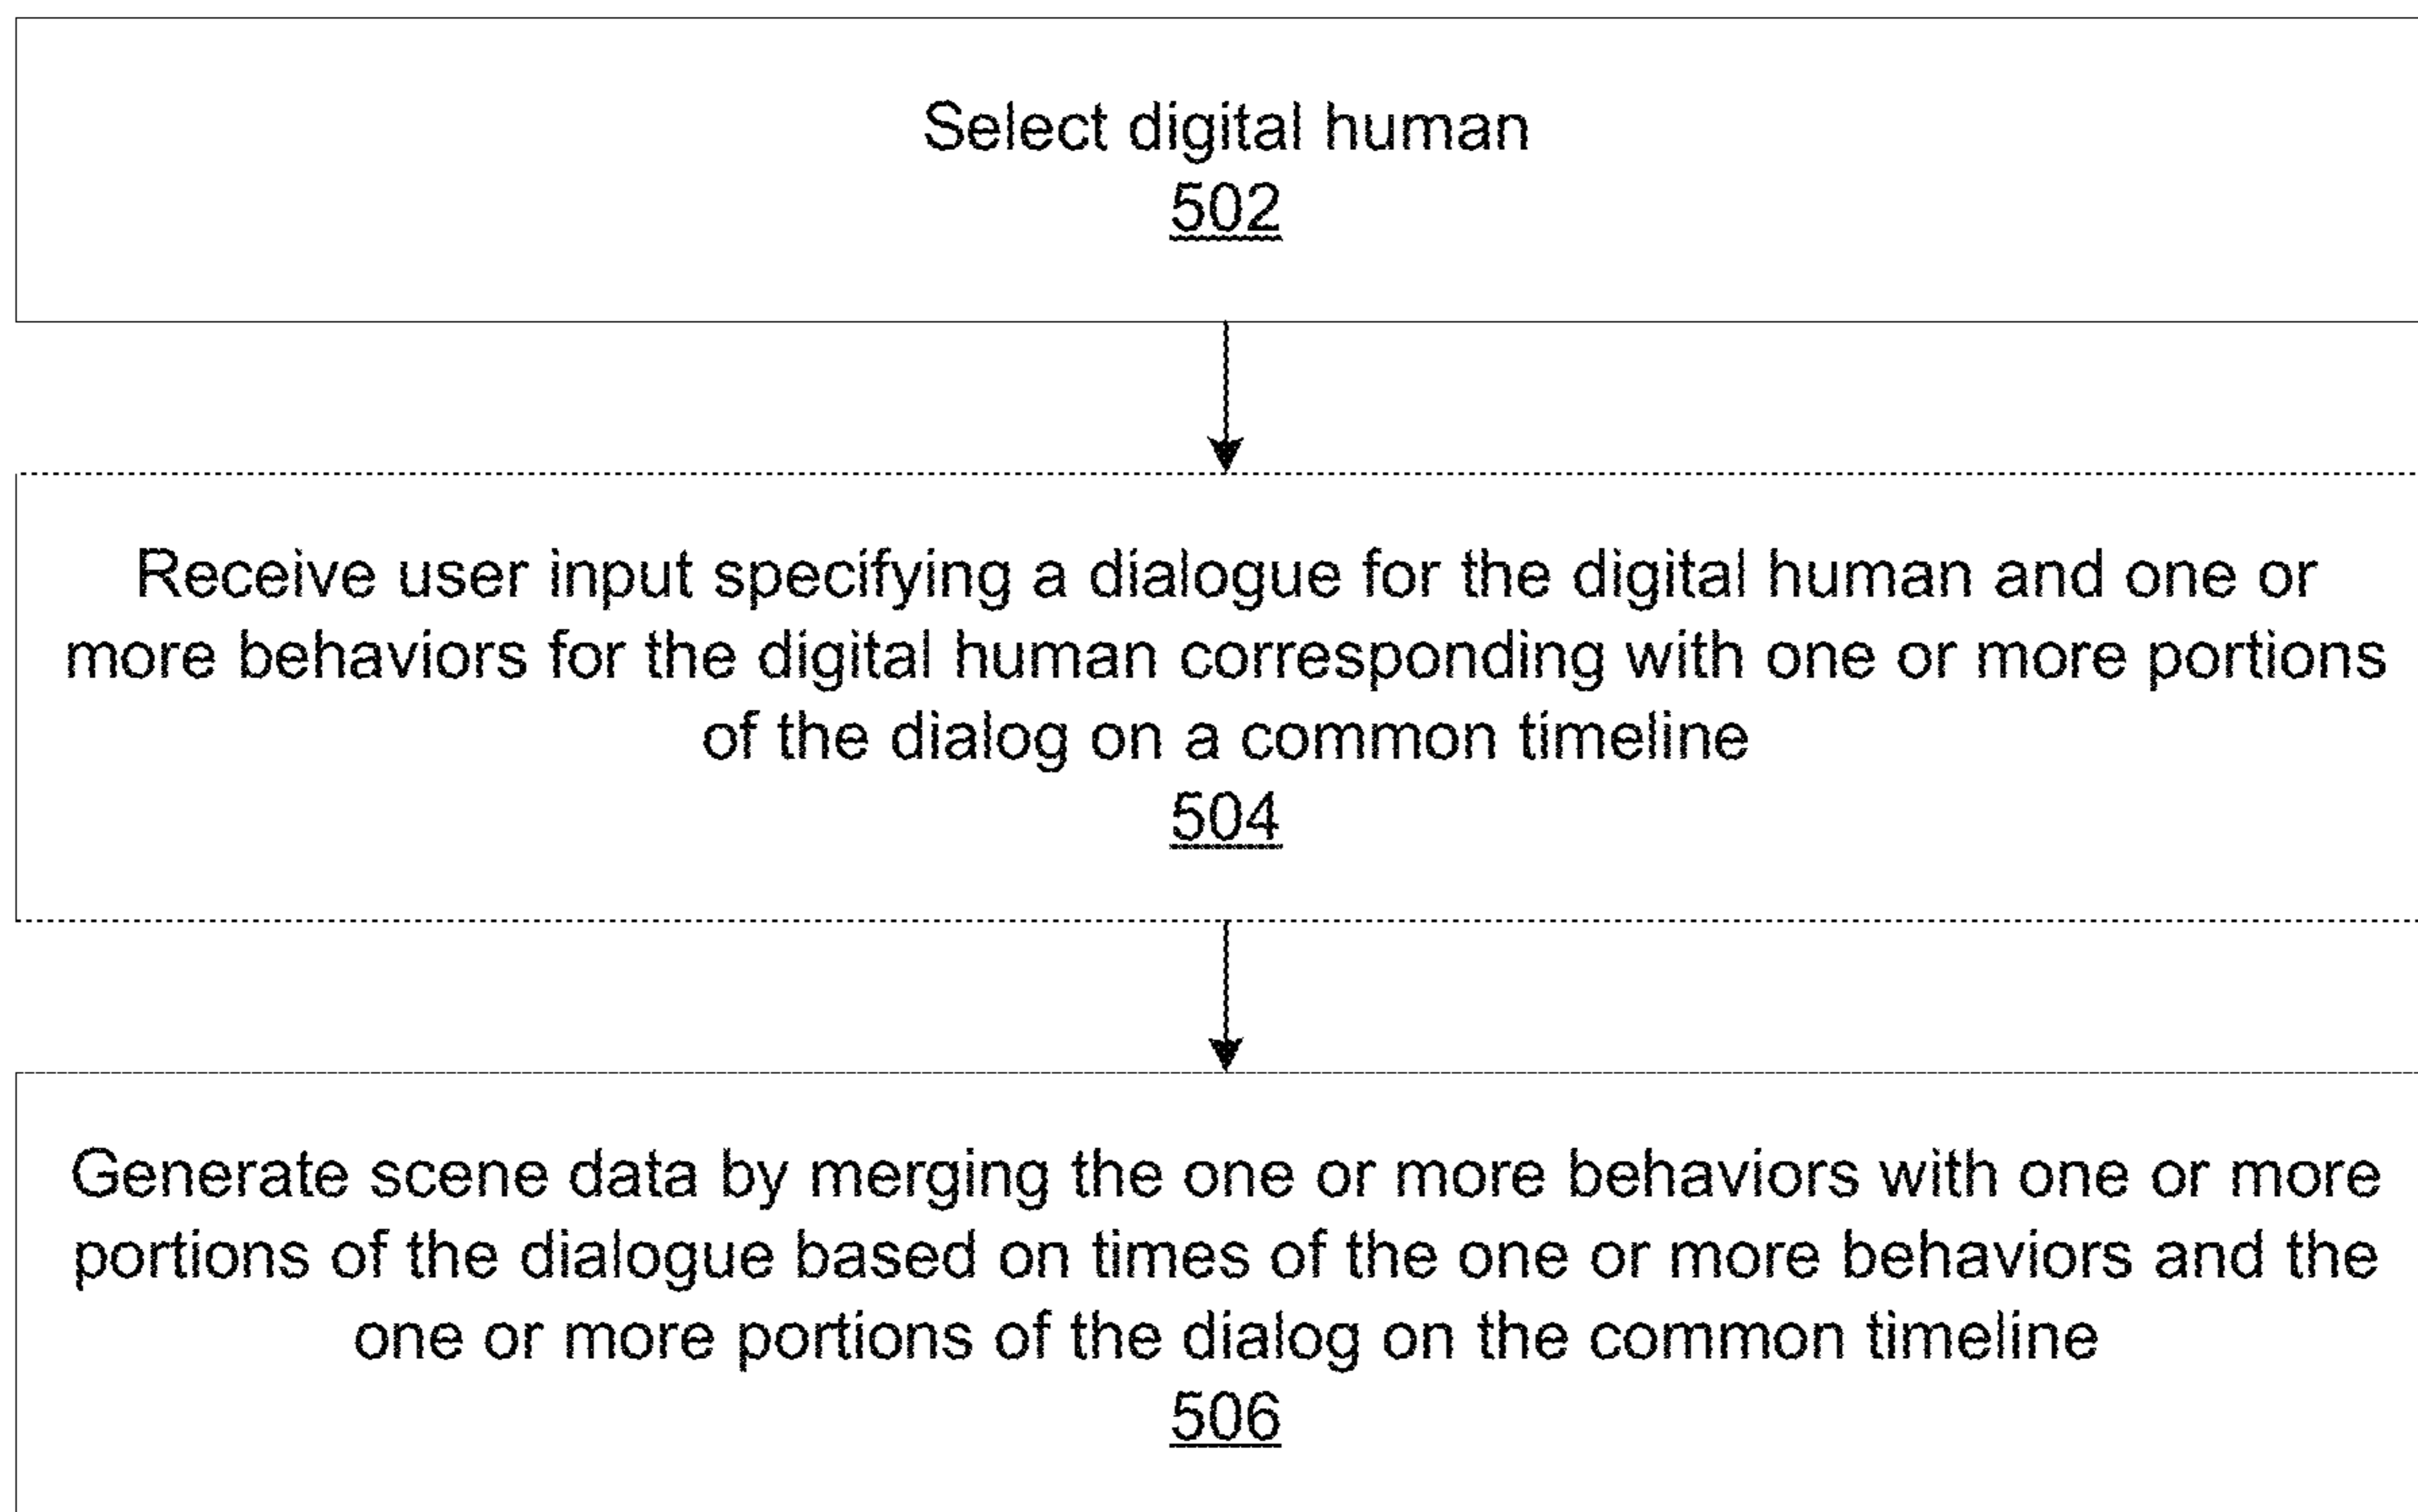 Select digital human
502
Receive user input specifying a dialogue for the digital human and one or
more behaviors for the digital human corresponding with one or more portions
of the dialog on a common timeline
504
Generate scene data by merging the one or more behaviors with one or more
portions of the dialogue based on times of the one or more behaviors and the
one or more portions of the dialog on the common timeline
506